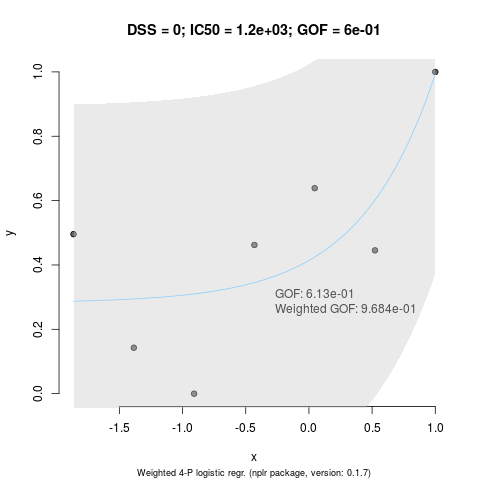 DSS = 0; IC50 = 1.2e+03; GOF = 6e-01
1.0
0.8
0.6
0.4
0.2
0.0
y
GOF: 6.13e-01
Weighted GOF: 9.684e-01
-1.5 -1.0 -0.5 0.0 0.5 1.0
x
Weighted 4-P logistic regr. (nplr package, version: 0.1.7)